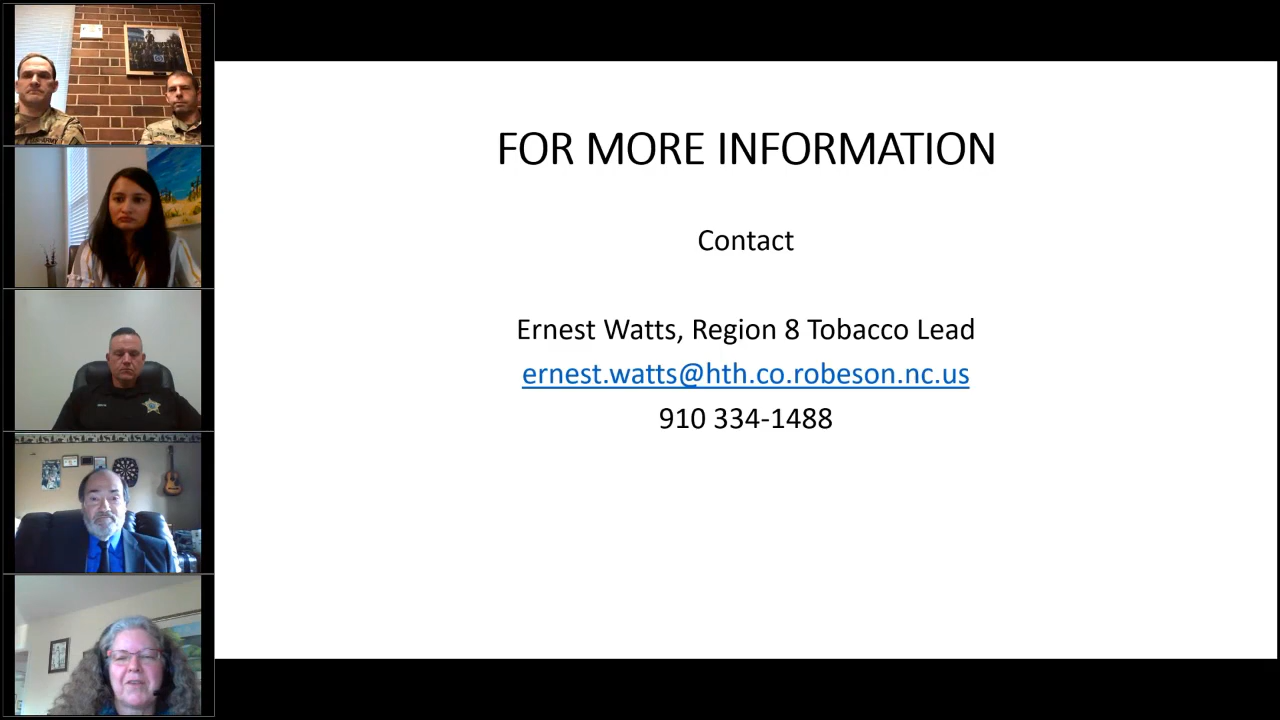 FOR MORE INFORMATION
Contact
Ernest Watts, Region 8 Tobacco Lead
ernest.watts@hth.co.robeson.nc.us
910 334-1488